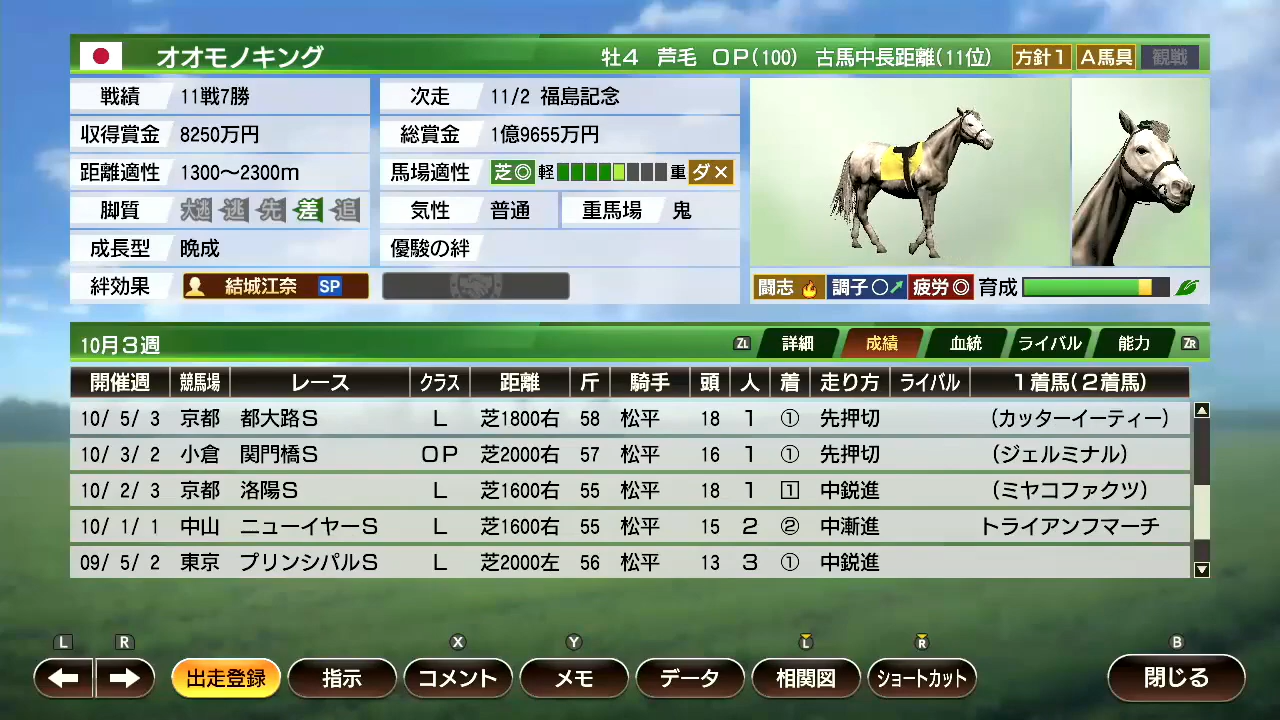 オオモノキング 牡4 芦毛 OP(100) 古馬中長距離(11位) 方針1 A馬具 観戦
戦績 11戦7勝 次走 11/2 福島記念
収得賞金 8250万円 総賞金 1億9655万円
距離適性 1300〜2300m 馬場適性 芝◎ 軽 重 ダ×
脚質 大逃 逃 先 差 追 気性 普通 重馬場 鬼
成長型 晩成 優駿の絆
絆効果 結城江奈 SP 闘志 調子○ 疲労◎ 育成
10月3週 ZL 詳細 成績 血統 ライバル 能力 ZR
開催週 競馬場 レース クラス 距離 斤 騎手 頭 人 着 走り方 ライバル 1着馬(2着馬)
10/ 5/ 3 京都 都大路S L 芝1800右 58 松平 18 1 ① 先押切 (カッターイーティー)
10/ 3/ 2 小倉 関門橋S OP 芝2000右 57 松平 16 1 ① 先押切 (ジェルミナル)
10/ 2/ 3 京都 洛陽S L 芝1600右 55 松平 18 1 1 中鋭進 (ミヤコファクツ)
10/ 1/ 1 中山 ニューイヤーS L 芝1600右 55 松平 15 2 ② 中漸進 トライアンフマーチ
09/ 5/ 2 東京 プリンシパルS L 芝2000左 56 松平 13 3 ① 中鋭進
L R X Y L R B
出走登録 指示 コメント メモ データ 相関図 ショートカット 閉じる